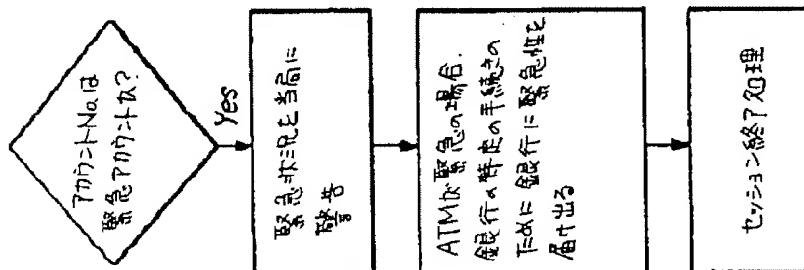 アカウントNo.は
緊急アカウントか?
Yes
緊急状況を当局に
警告
ATMが緊急の場合.
銀行の特定の手続きの
ために銀行に緊急性を
届け出る
セッション終了処理